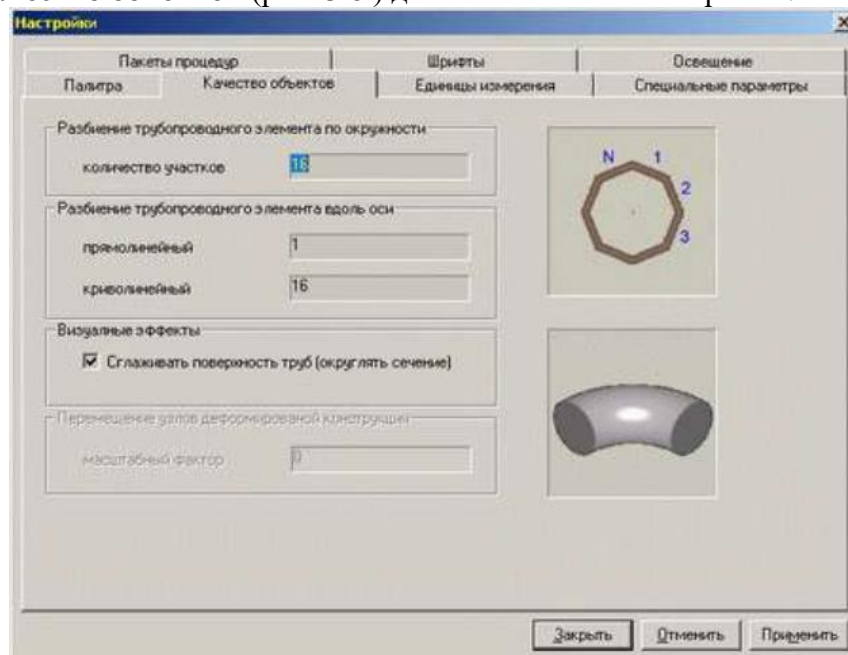 Настройки
Пакеты процедур Шрифты Освещение
Палитра Качество объектов Единицы измерения Специальные параметры
Разбиение трубопроводного элемента по окружности
количество участков 16
Разбиение трубопроводного элемента вдоль оси
прямолинейный 1
криволинейный 16
N 1
2
3
Визуалные эффекты
Сглаживать поверхность труб (округлять сечение)
Перемещение узлов деформированой конструкции
масштабный фактор 0
Закрыть Отменить Применить